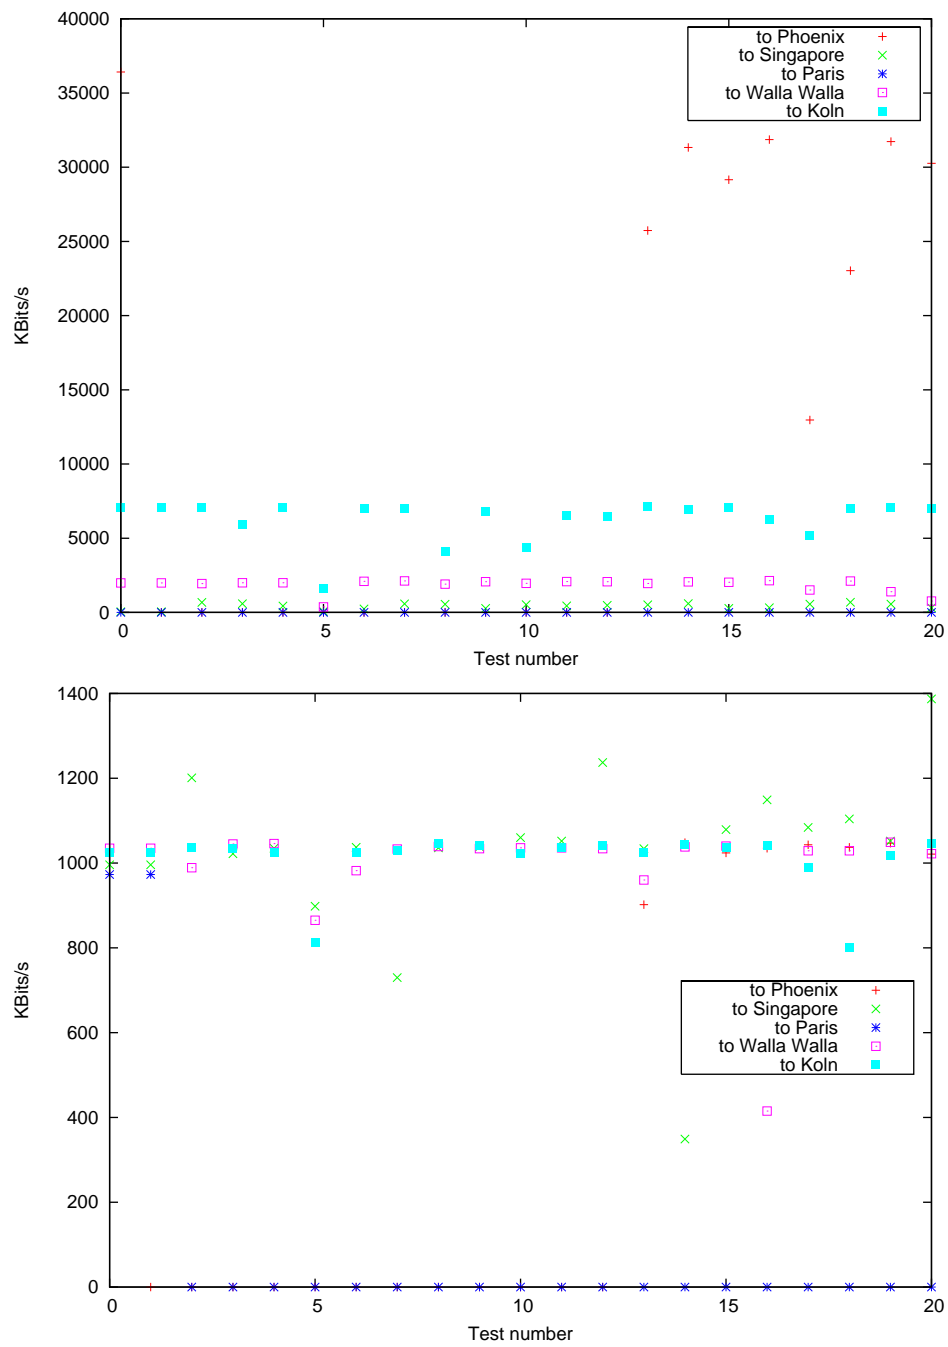 40000
35000
30000
25000
20000
15000
10000
5000
0
KBits/s
to Phoenix
to Singapore
to Paris
to Walla Walla
to Koln
0 5 10 15 20
Test number
1400
1200
1000
800
600
400
200
0
KBits/s
to Phoenix
to Singapore
to Paris
to Walla Walla
to Koln
0 5 10 15 20
Test number